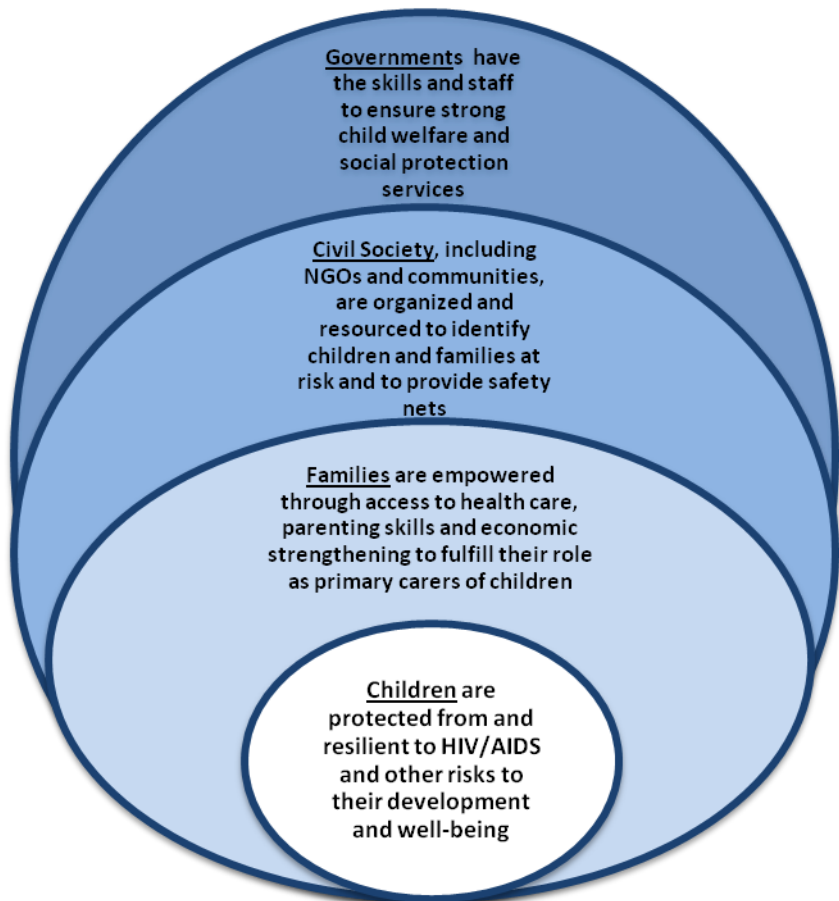 Governments have
the skills and staff
to ensure strong
child welfare and
social protection
services
Civil Society, including
NGOs and communities,
are organized and
resourced to identify
children and families at
risk and to provide safety
nets
Families are empowered
through access to health care,
parenting skills and economic
strengthening to fulfill their role
as primary carers of children
Children are
protected from and
resilient to HIV/AIDS
and other risks to
their development
and well-being